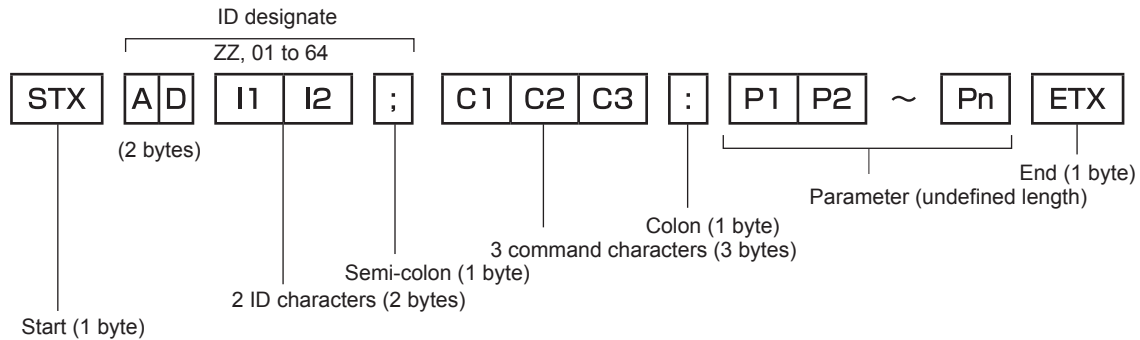 ID designate
ZZ, 01 to 64
STX A D I1 I2 ; C1 C2 C3 : P1 P2 ～ Pn ETX
(2 bytes)
End (1 byte)
Parameter (undefined length)
Colon (1 byte)
3 command characters (3 bytes)
Semi-colon (1 byte)
2 ID characters (2 bytes)
Start (1 byte)